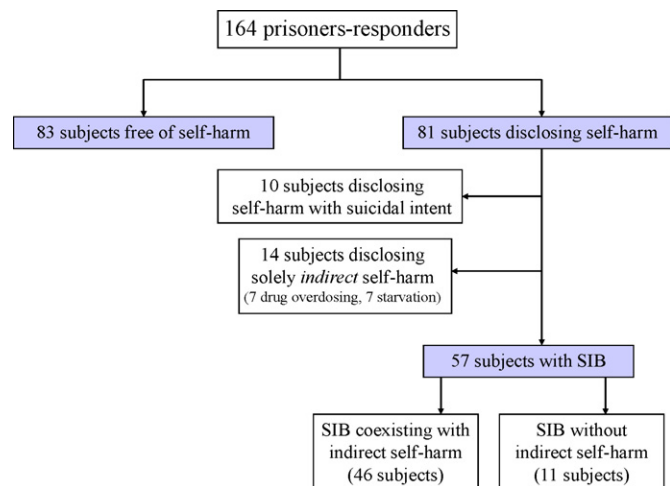 164 prisoners-responders
83 subjects free of self-harm
81 subjects disclosing self-harm
10 subjects disclosing
self-harm with suicidal intent
14 subjects disclosing
solely indirect self-harm
(7 drug overdosing, 7 starvation)
57 subjects with SIB
SIB coexisting with
indirect self-harm
(46 subjects)
SIB without
indirect self-harm
(11 subjects)